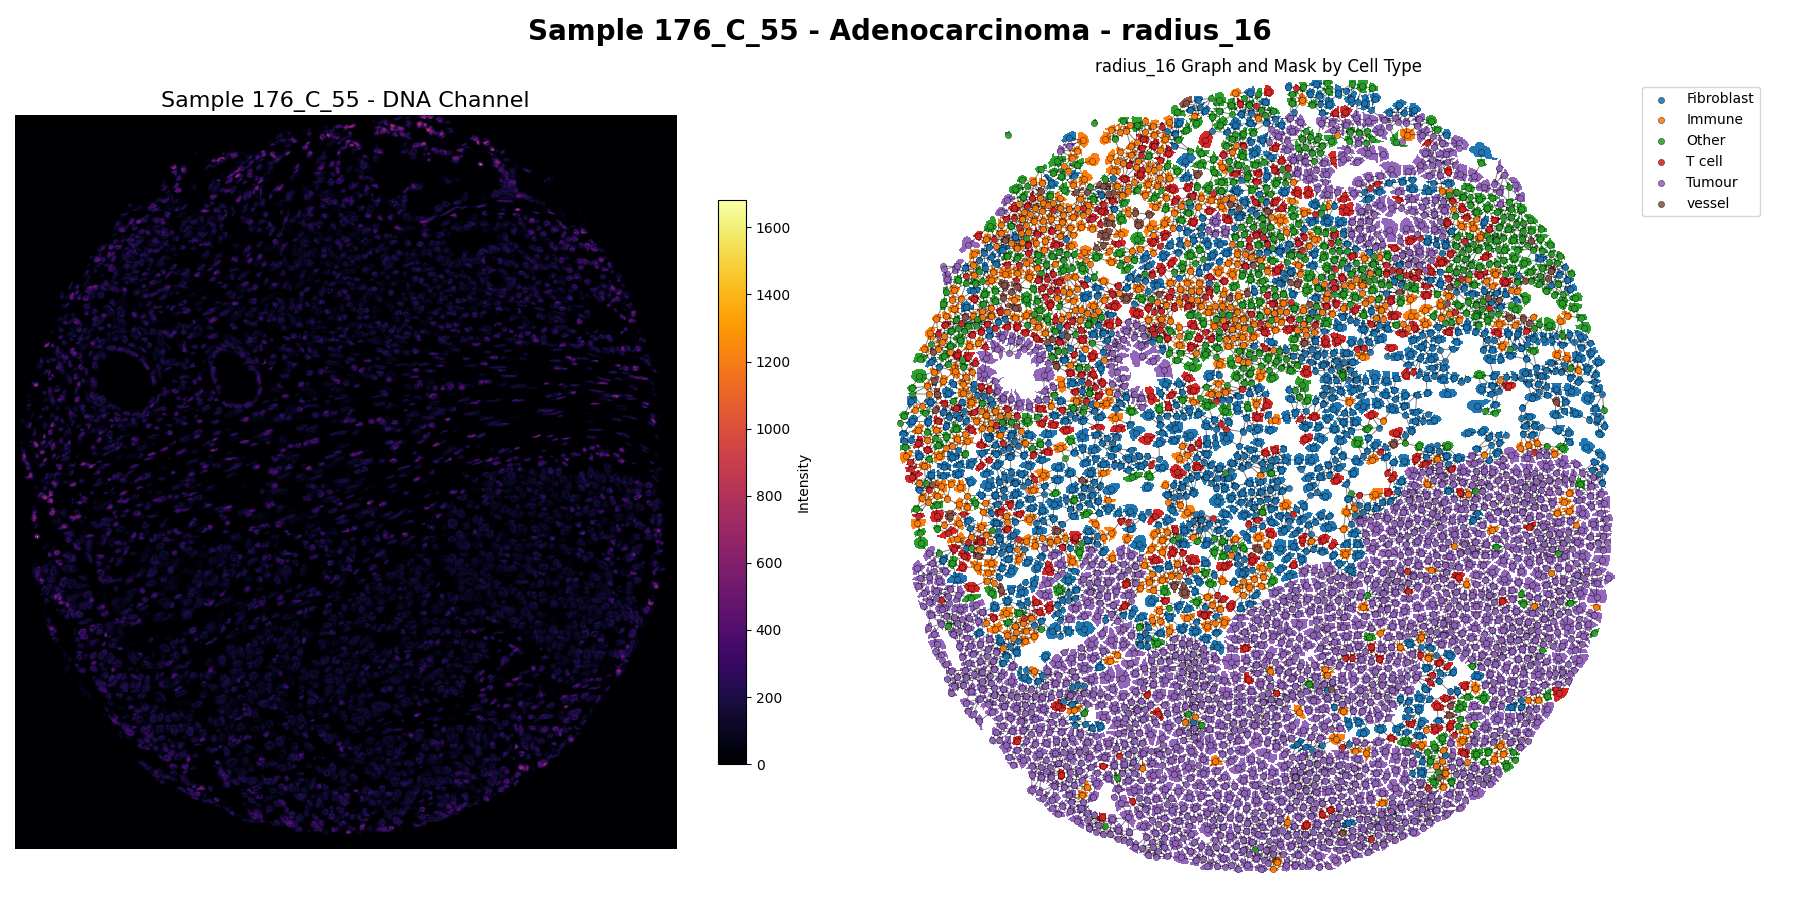 Sample 176_C_55 - Adenocarcinoma - radius_16
Sample 176_C_55 - DNA Channel
1600
1400
1200
1000
800
600
400
200
0
Intensity
radius_16 Graph and Mask by Cell Type
Fibroblast
Immune
Other
T cell
Tumour
vessel